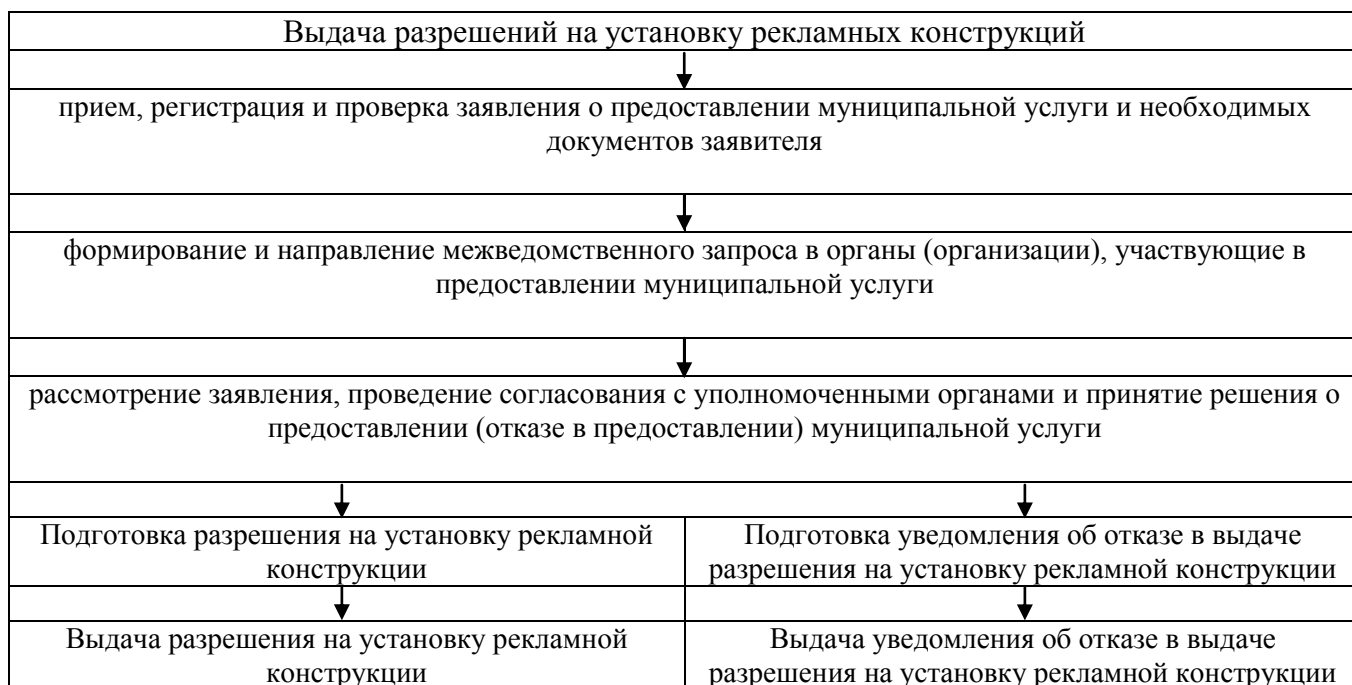 Выдача разрешений на установку рекламных конструкций
прием, регистрация и проверка заявления о предоставлении муниципальной услуги и необходимых
документов заявителя
формирование и направление межведомственного запроса в органы (организации), участвующие в
предоставлении муниципальной услуги
рассмотрение заявления, проведение согласования с уполномоченными органами и принятие решения о
предоставлении (отказе в предоставлении) муниципальной услуги
Подготовка разрешения на установку рекламной
конструкции
Подготовка уведомления об отказе в выдаче
разрешения на установку рекламной конструкции
Выдача разрешения на установку рекламной
конструкции
Выдача уведомления об отказе в выдаче
разрешения на установку рекламной конструкции